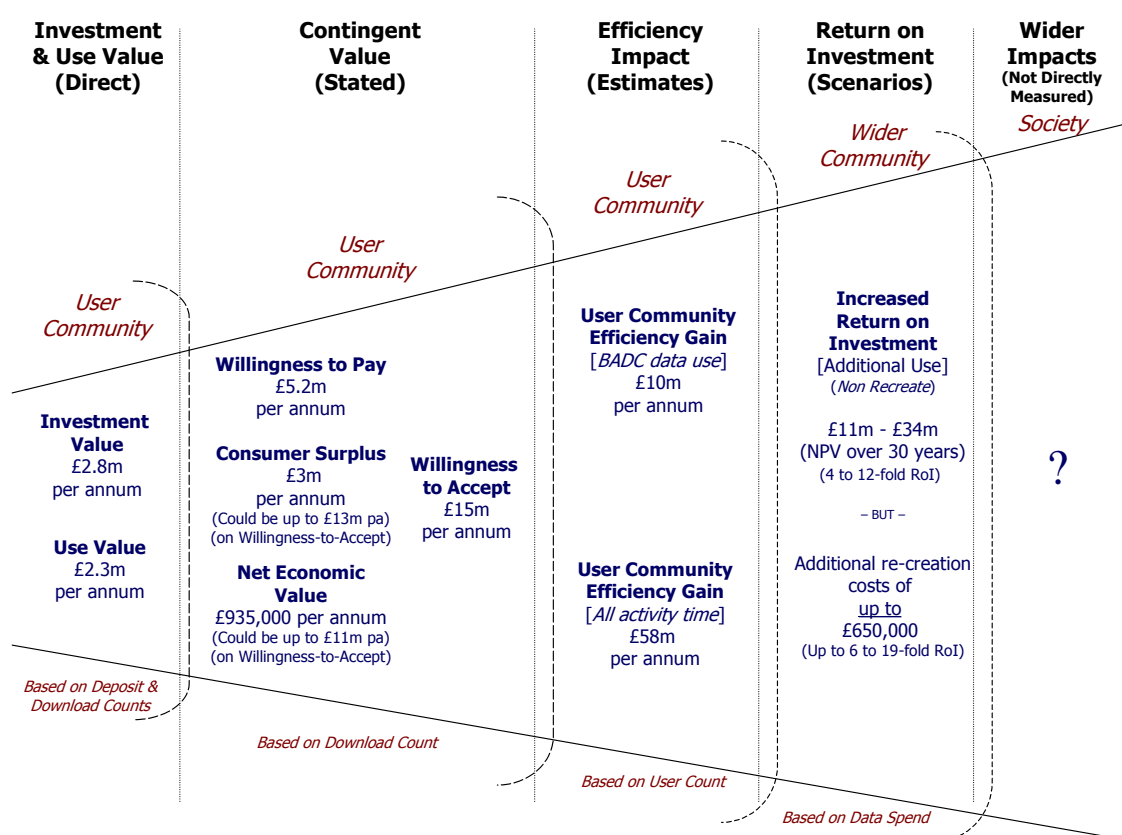 Investment
& Use Value
(Direct)
Contingent
Value
(Stated)
Efficiency
Impact
(Estimates)
Return on
Investment
(Scenarios)
Wider
Impacts
(Not Directly
Measured)
User
Community
User
Community
User
Community
Wider
Community
Society
Investment
Value
£2.8m
per annum
Use Value
£2.3m
per annum
Willingness to Pay
£5.2m
per annum
Consumer Surplus
£3m
per annum
(Could be up to £13m pa)
(on Willingness-to-Accept)
Net Economic
Value
£935,000 per annum
(Could be up to £11m pa)
(on Willingness-to-Accept)
Willingness
to Accept
£15m
per annum
User Community
Efficiency Gain
[BADC data use]
£10m
per annum
User Community
Efficiency Gain
[All activity time]
£58m
per annum
Increased
Return on
Investment
[Additional Use]
(Non Recreate)
£11m - £34m
(NPV over 30 years)
(4 to 12-fold RoI)
– BUT –
Additional re-creation
costs of
up to
£650,000
(Up to 6 to 19-fold RoI)
?
Based on Deposit &
Download Counts
Based on Download Count
Based on User Count
Based on Data Spend